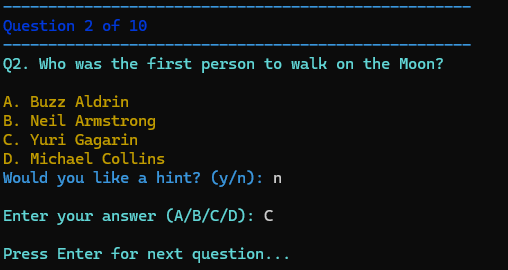 Question 2 of 10
Q2. Who was the first person to walk on the Moon?
A. Buzz Aldrin
B. Neil Armstrong
C. Yuri Gagarin
D. Michael Collins
Would you like a hint? (y/n): n
Enter your answer (A/B/C/D): C
Press Enter for next question...